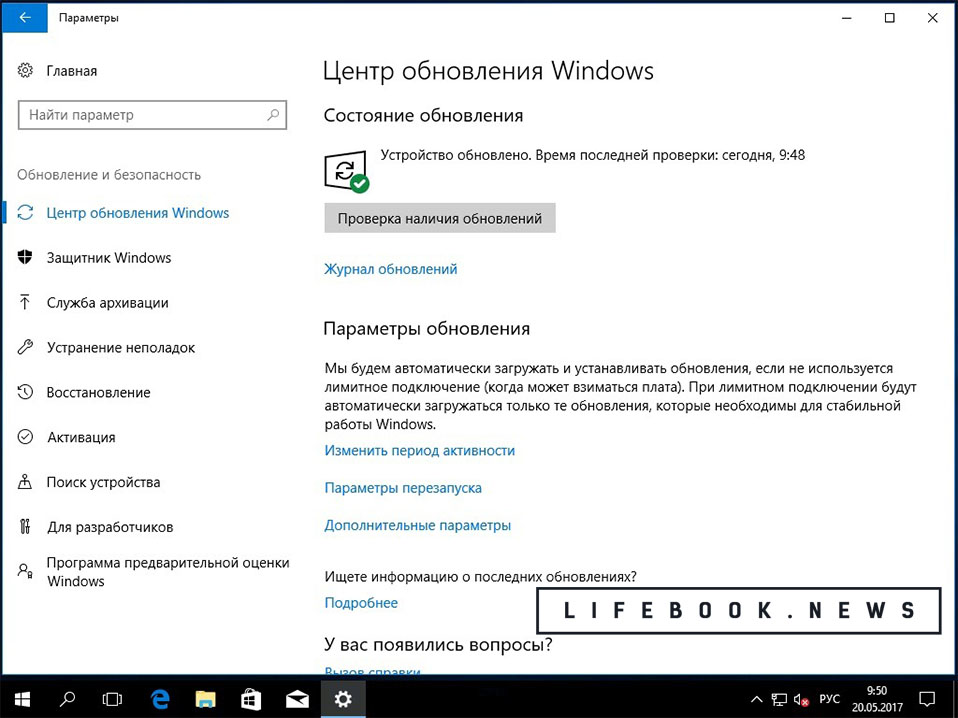 Параметры
Главная
Найти параметр
Обновление и безопасность
Центр обновления Windows
Защитник Windows
Служба архивации
Устранение неполадок
Восстановление
Активация
Поиск устройства
Для разработчиков
Программа предварительной оценки
Windows
Центр обновления Windows
Состояние обновления
Устройство обновлено. Время последней проверки: сегодня, 9:48
Проверка наличия обновлений
Журнал обновлений
Параметры обновления
Мы будем автоматически загружать и устанавливать обновления, если не используется
лимитное подключение (когда может взиматься плата). При лимитном подключении будут
автоматически загружаться только те обновления, которые необходимы для стабильной
работы Windows.
Изменить период активности
Параметры перезапуска
Дополнительные параметры
Ищете информацию о последних обновлениях?
Подробнее
LIFEBOOK.NEWS
У вас появились вопросы?
Вызов справки
РУС
9:50
20.05.2017